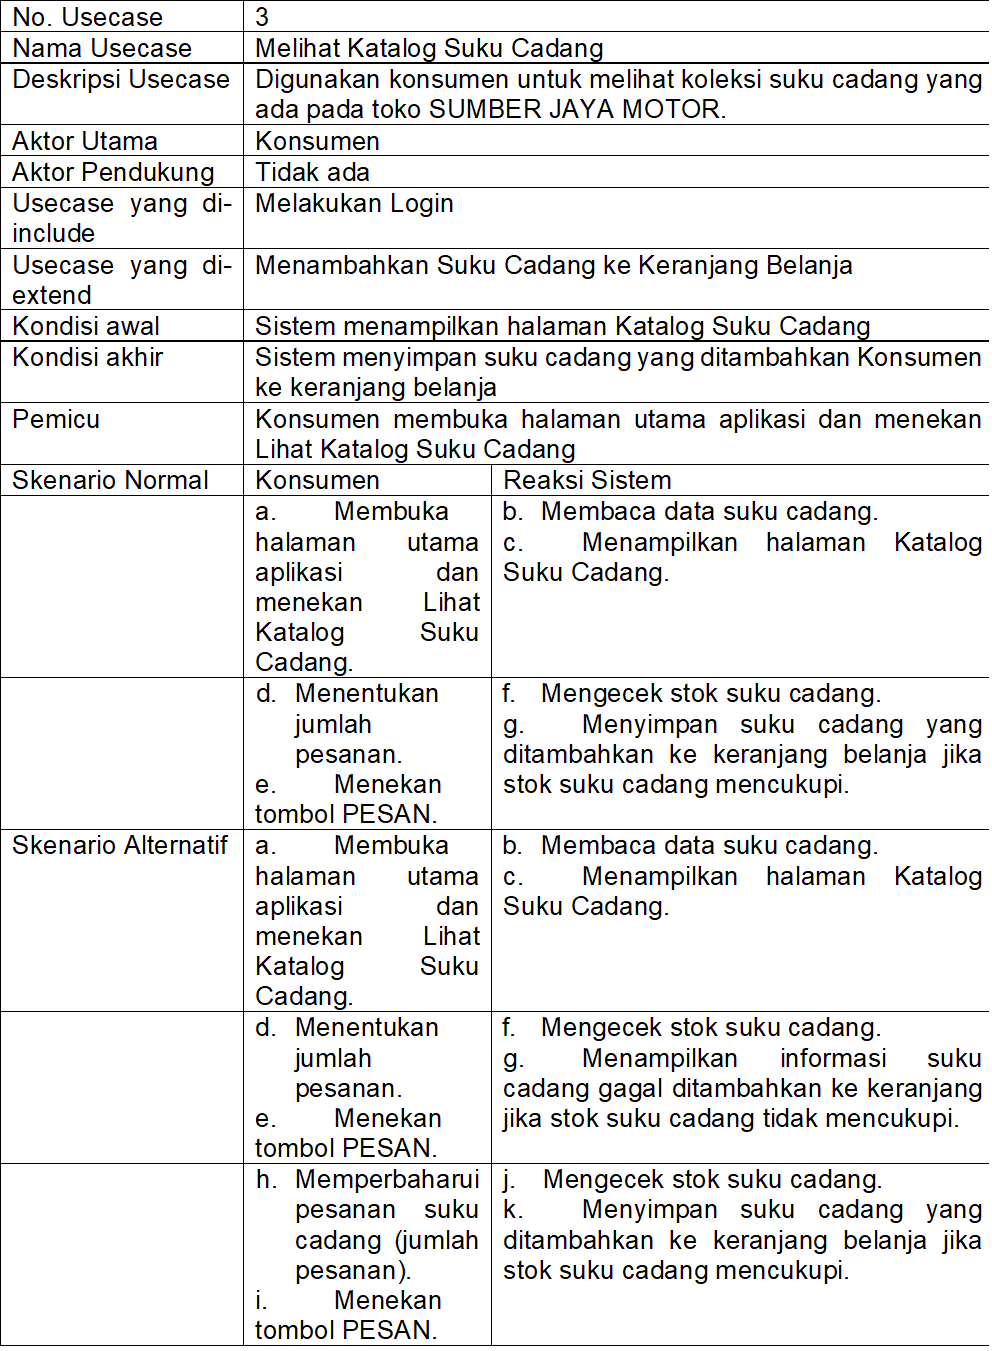 No. Usecase 3
Nama Usecase Melihat Katalog Suku Cadang
Deskripsi Usecase Digunakan konsumen untuk melihat koleksi suku cadang yang
ada pada toko SUMBER JAYA MOTOR.
Aktor Utama Konsumen
Aktor Pendukung Tidak ada
Usecase yang di- Melakukan Login
include
Usecase yang di- Menambahkan Suku Cadang ke Keranjang Belanja
extend
Kondisi awal Sistem menampilkan halaman Katalog Suku Cadang
Kondisi akhir Sistem menyimpan suku cadang yang ditambahkan Konsumen
ke keranjang belanja
Pemicu Konsumen membuka halaman utama aplikasi dan menekan
Lihat Katalog Suku Cadang
Skenario Normal Konsumen Reaksi Sistem
a. Membuka
halaman utama
aplikasi dan
menekan Lihat
Katalog Suku
Cadang.
b. Membaca data suku cadang.
c. Menampilkan halaman Katalog
Suku Cadang.
d. Menentukan
jumlah
pesanan.
e. Menekan
tombol PESAN.
f. Mengecek stok suku cadang.
g. Menyimpan suku cadang yang
ditambahkan ke keranjang belanja jika
stok suku cadang mencukupi.
Skenario Alternatif
a. Membuka
halaman utama
aplikasi dan
menekan Lihat
Katalog Suku
Cadang.
b. Membaca data suku cadang.
c. Menampilkan halaman Katalog
Suku Cadang.
d. Menentukan
jumlah
pesanan.
e. Menekan
tombol PESAN.
f. Mengecek stok suku cadang.
g. Menampilkan informasi suku
cadang gagal ditambahkan ke keranjang
jika stok suku cadang tidak mencukupi.
h. Memperbaharui
pesanan suku
cadang (jumlah
pesanan).
i. Menekan
tombol PESAN.
j. Mengecek stok suku cadang.
k. Menyimpan suku cadang yang
ditambahkan ke keranjang belanja jika
stok suku cadang mencukupi.